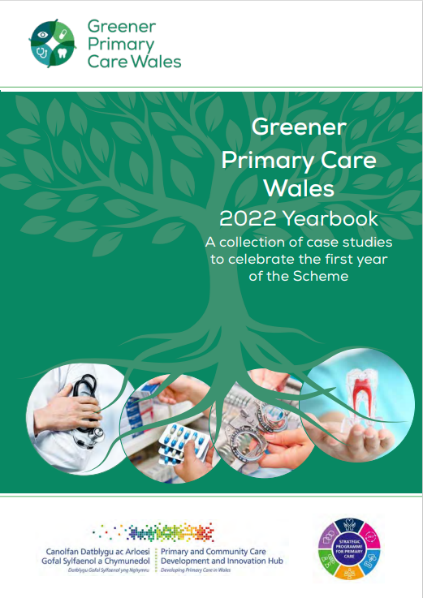 Greener
Primary
Care Wales
Greener
Primary Care
Wales
2022 Yearbook
A collection of case studies
to celebrate the first year
of the Scheme
Canolfan Datblygu ac Arloesi
Gofal Sylfaenol a Chymunedol
Datblygu Gofal Sylfaenol yng Nghymru
Primary and Community Care
Development and Innovation Hub
Developing Primary Care in Wales
STRATEGIC
PROGRAMME
FOR PRIMARY
CARE